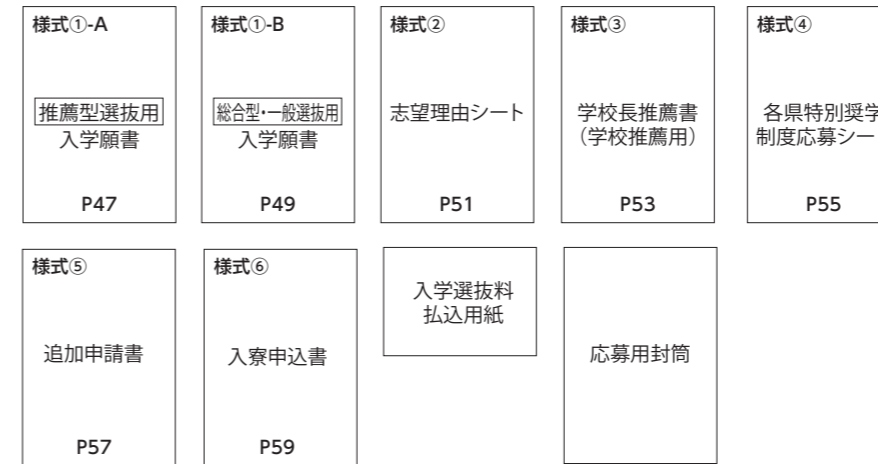 様式①-A
推薦型選抜用
入学願書
P47
様式①-B
総合型・一般選抜用
入学願書
P49
様式②
志望理由シート
P51
様式③
学校長推薦書
（学校推薦用）
P53
様式④
各県特別奨学
制度応募シー
P55
様式⑤
追加申請書
P57
様式⑥
入寮申込書
P59
入学選抜料
払込用紙
応募用封筒